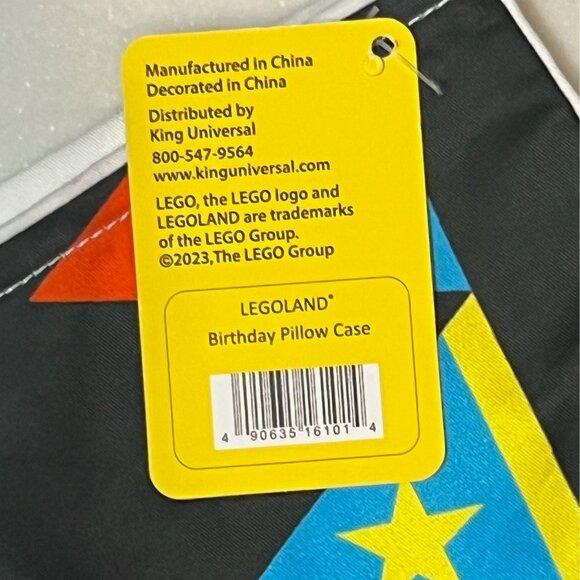 Manufactured in China
Decorated in China
Distributed by
King Universal
800-547-9564
www.kinguniversal.com
LEGO, the LEGO logo and
LEGOLAND are trademarks
of the LEGO Group.
©2023,The LEGO Group
LEGOLAND®
Birthday Pillow Case
4 90635 16101 4